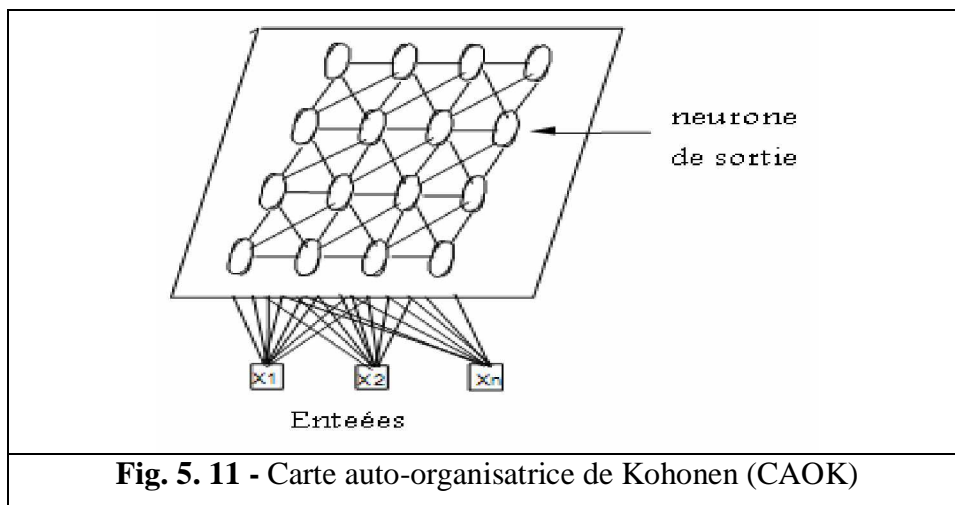 neurone
de sortie
X1 X2 Xn
Enteées
Fig. 5. 11 - Carte auto-organisatrice de Kohonen (CAOK)